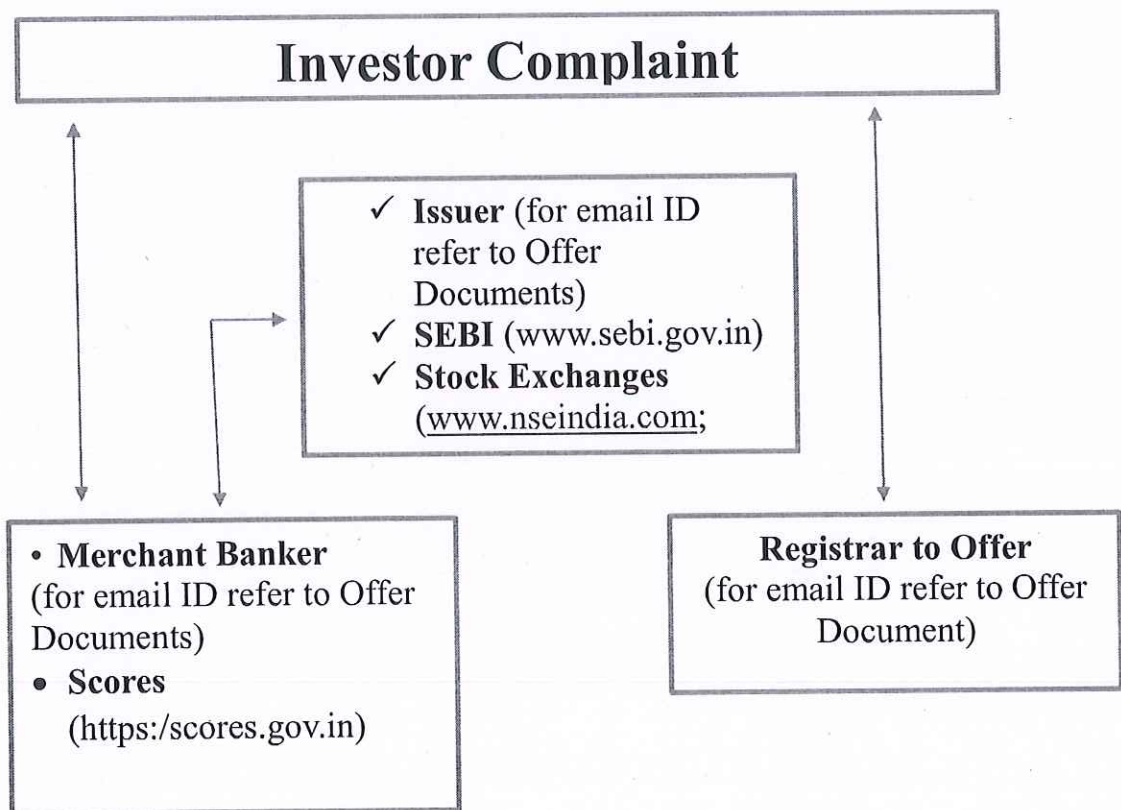 Investor Complaint
✓ Issuer (for email ID
refer to Offer
Documents)
✓ SEBI (www.sebi.gov.in)
✓ Stock Exchanges
(www.nseindia.com;
• Merchant Banker
(for email ID refer to Offer
Documents)
• Scores
(https:/scores.gov.in)
Registrar to Offer
(for email ID refer to Offer
Document)